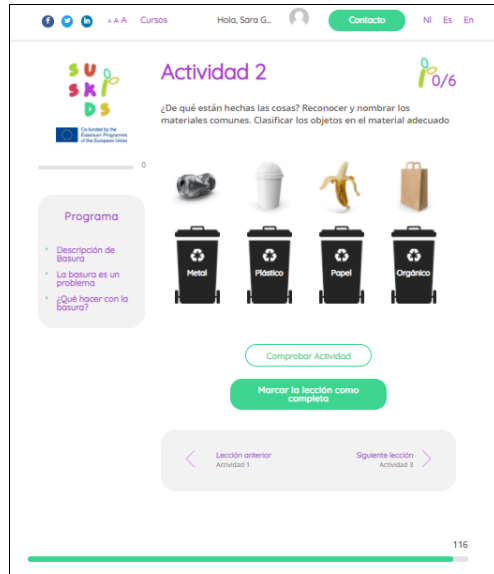 A A A Cursos Hola, Sara G... Contacto Nl Es En
SU
SKi
DS
Co-funded by the
Erasmus+ Programme
of the European Union
0
Programa
Descripción de
Basura
La basura es un
problema
¿Qué hacer con la
basura?
Actividad 2
0/6
¿De qué están hechas las cosas? Reconocer y nombrar los
materiales comunes. Clasificar los objetos en el material adecuado
Metal Plástico Papel Orgánico
Comprobar Actividad
Marcar la lección como
completa
Lección anterior
Actividad 1
Siguiente lección
Actividad 3
116